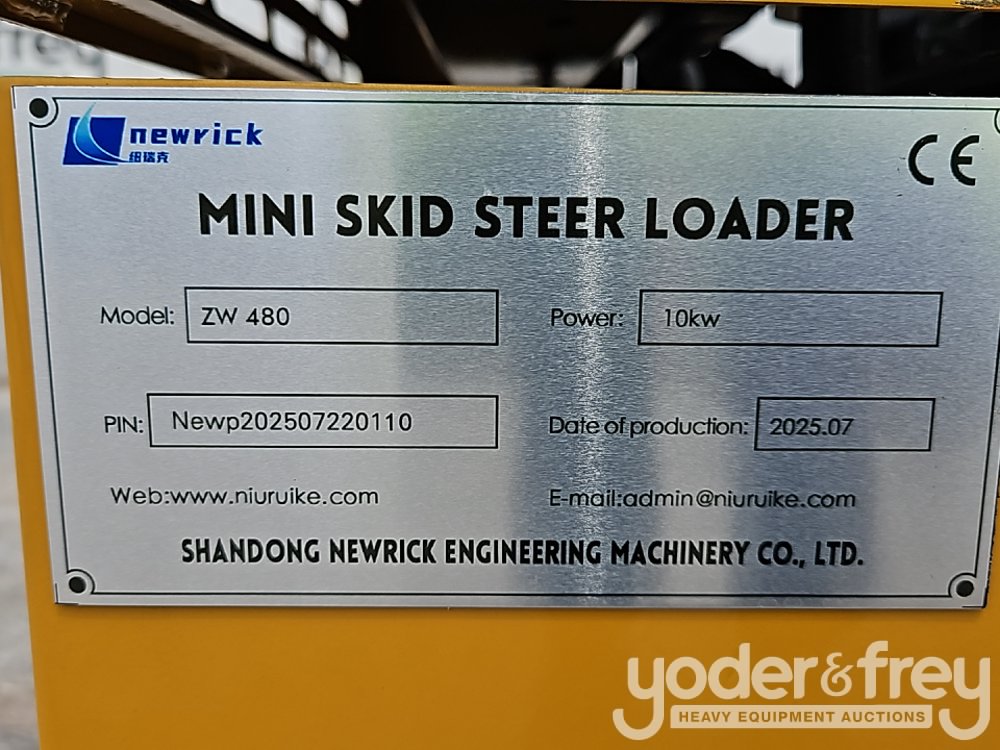 newrick
纽瑞克
CE
MINI SKID STEER LOADER
Model: ZW 480
Power: 10kw
PIN: Newp202507220110
Date of production: 2025.07
Web:www.niuruike.com
E-mail:admin@niuruike.com
SHANDONG NEWRICK ENGINEERING MACHINERY CO., LTD.
yoder&frey
HEAVY EQUIPMENT AUCTIONS